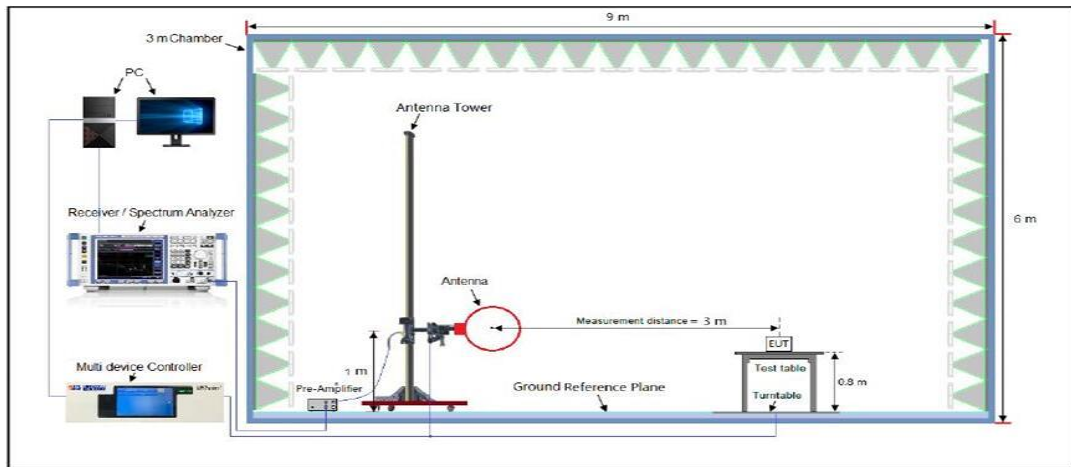 9 m
3 m Chamber
PC
Antenna Tower
Receiver / Spectrum Analyzer
6 m
Antenna
Measurement distance = 3 m
EUT
Multi device Controller
1 m
Test table
0.8 m
Pre-Amplifier
Ground Reference Plane
Turntable